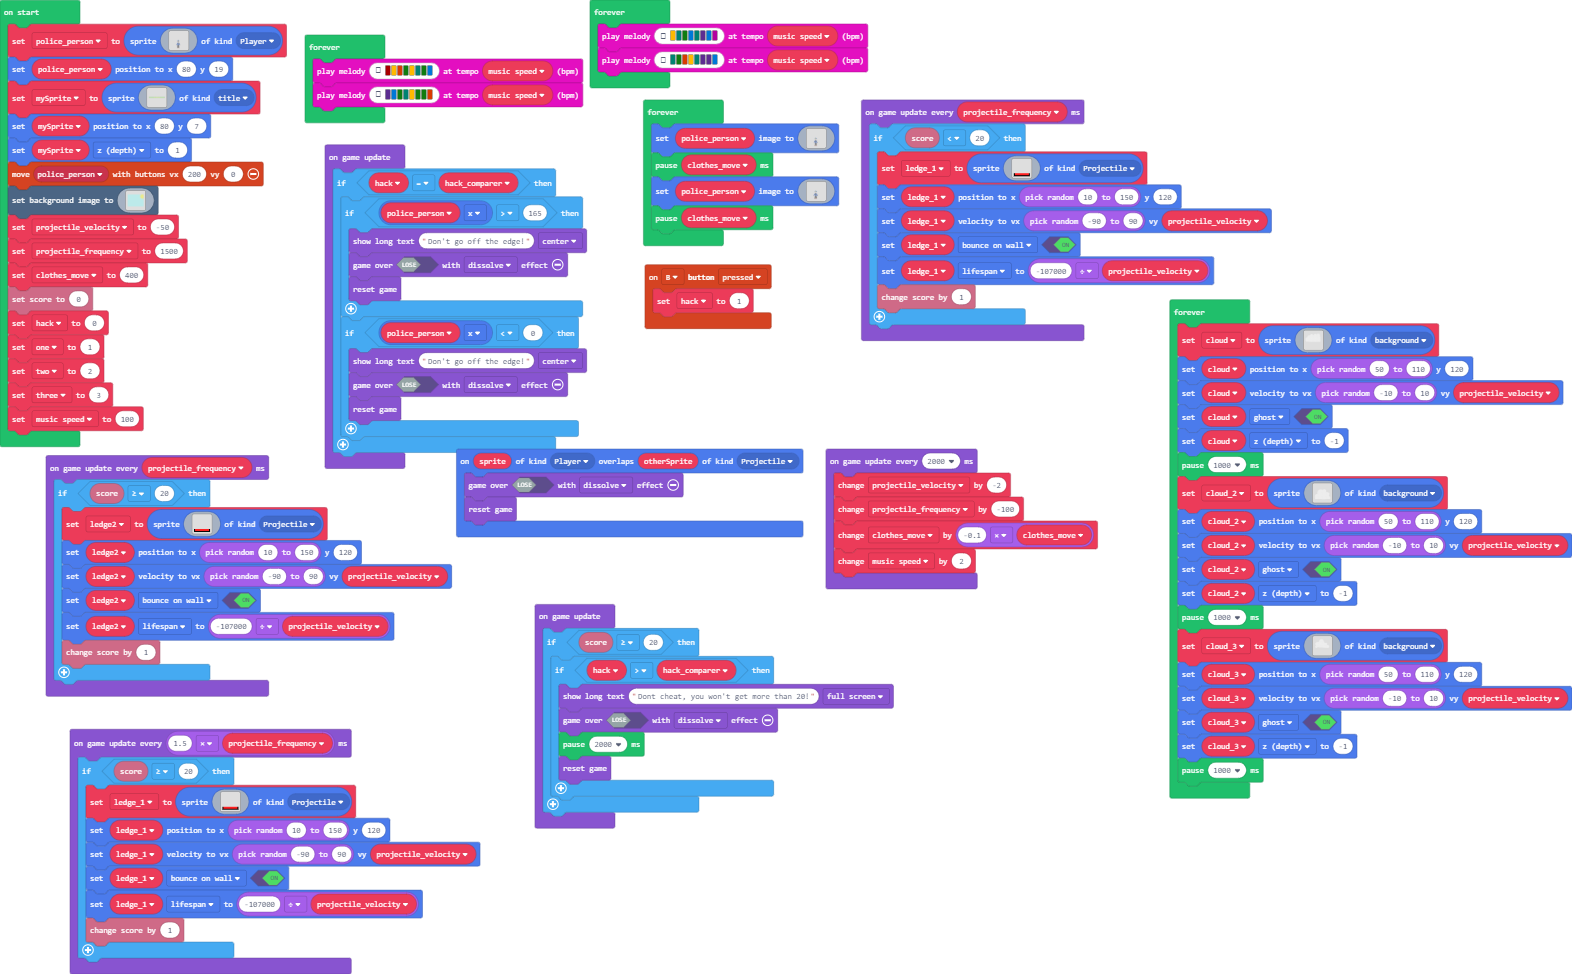 on start
set police_person to sprite of kind Player
set police_person position to x 80 y 19
set mySprite to sprite of kind title
set mySprite position to x 80 y 7
set mySprite z (depth) to 1
move police_person with buttons vx 200 vy 0
set background image to
set projectile_velocity to -50
set projectile_frequency to 1500
set clothes_move to 400
set score to 0
set hack to 0
set one to 1
set two to 2
set three to 3
set music speed to 100
forever
play melody at tempo music speed (bpm)
play melody at tempo music speed (bpm)
forever
play melody at tempo music speed (bpm)
play melody at tempo music speed (bpm)
on game update
if hack = hack_comparer then
if police_person x > 165 then
show long text "Don't go off the edge!" center
game over LOSE with dissolve effect
reset game
if police_person x < 0 then
show long text "Don't go off the edge!" center
game over LOSE with dissolve effect
reset game
forever
set police_person image to
pause clothes_move ms
set police_person image to
pause clothes_move ms
on B button pressed
set hack to 1
on game update every projectile_frequency ms
if score < 20 then
set ledge_1 to sprite of kind Projectile
set ledge_1 position to x pick random 10 to 150 y 120
set ledge_1 velocity to vx pick random -90 to 90 vy projectile_velocity
set ledge_1 bounce on wall ON
set ledge_1 lifespan to -107000 ÷ projectile_velocity
change score by 1
forever
set cloud to sprite of kind background
set cloud position to x pick random 50 to 110 y 120
set cloud velocity to vx pick random -10 to 10 vy projectile_velocity
set cloud ghost ON
set cloud z (depth) to -1
pause 1000 ms
set cloud_2 to sprite of kind background
set cloud_2 position to x pick random 50 to 110 y 120
set cloud_2 velocity to vx pick random -10 to 10 vy projectile_velocity
set cloud_2 ghost ON
set cloud_2 z (depth) to -1
pause 1000 ms
set cloud_3 to sprite of kind background
set cloud_3 position to x pick random 50 to 110 y 120
set cloud_3 velocity to vx pick random -10 to 10 vy projectile_velocity
set cloud_3 ghost ON
set cloud_3 z (depth) to -1
pause 1000 ms
on game update every projectile_frequency ms
if score ≥ 20 then
set ledge2 to sprite of kind Projectile
set ledge2 position to x pick random 10 to 150 y 120
set ledge2 velocity to vx pick random -90 to 90 vy projectile_velocity
set ledge2 bounce on wall ON
set ledge2 lifespan to -107000 ÷ projectile_velocity
change score by 1
on sprite of kind Player overlaps otherSprite of kind Projectile
game over LOSE with dissolve effect
reset game
on game update every 2000 ms
change projectile_velocity by -2
change projectile_frequency by -100
change clothes_move by -0.1 × clothes_move
change music speed by 2
on game update
if score ≥ 20 then
if hack > hack_comparer then
show long text "Dont cheat, you won't get more than 20!" full screen
game over LOSE with dissolve effect
pause 2000 ms
reset game
on game update every 1.5 × projectile_frequency ms
if score ≥ 20 then
set ledge_1 to sprite of kind Projectile
set ledge_1 position to x pick random 10 to 150 y 120
set ledge_1 velocity to vx pick random -90 to 90 vy projectile_velocity
set ledge_1 bounce on wall ON
set ledge_1 lifespan to -107000 ÷ projectile_velocity
change score by 1